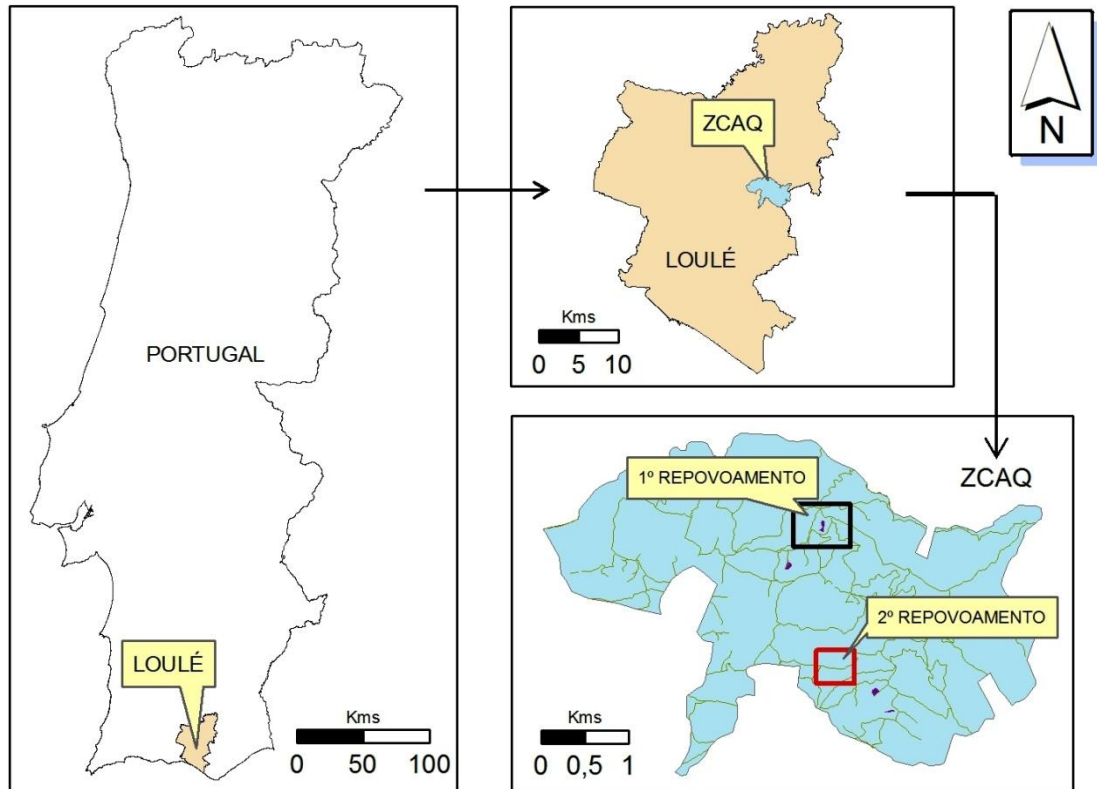 PORTUGAL
LOULÉ
Kms
0 50 100
ZCAQ
LOULÉ
Kms
0 5 10
N
ZCAQ
1º REPOVOAMENTO
2º REPOVOAMENTO
Kms
0 0,5 1